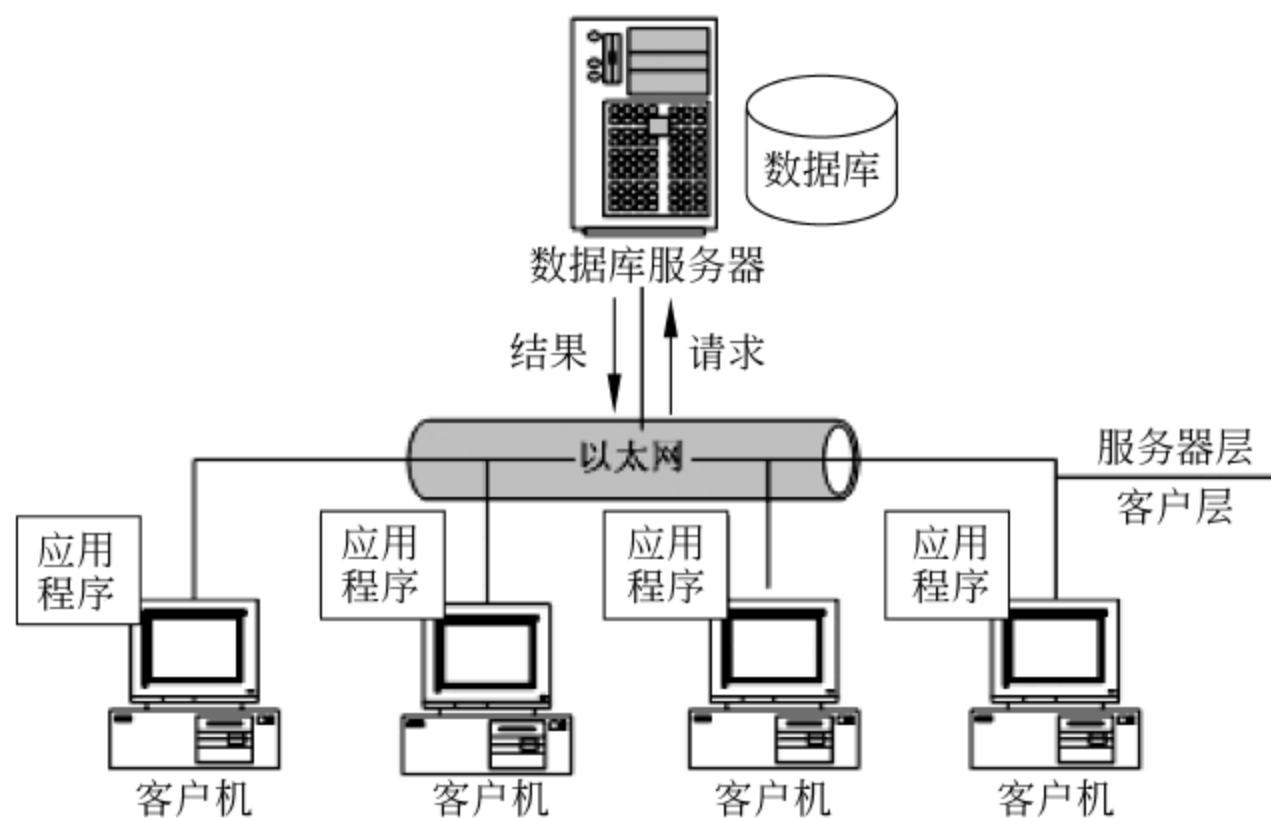 数据库
数据库服务器
结果
请求
以太网
服务器层
客户层
应用
程序
应用
程序
应用
程序
应用
程序
客户机
客户机
客户机
客户机